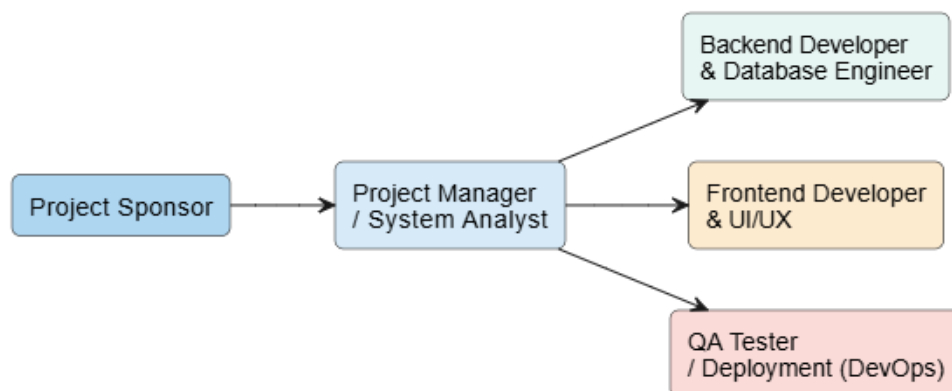 Project Sponsor
Project Manager
/ System Analyst
Backend Developer
& Database Engineer
Frontend Developer
& UI/UX
QA Tester
/ Deployment (DevOps)